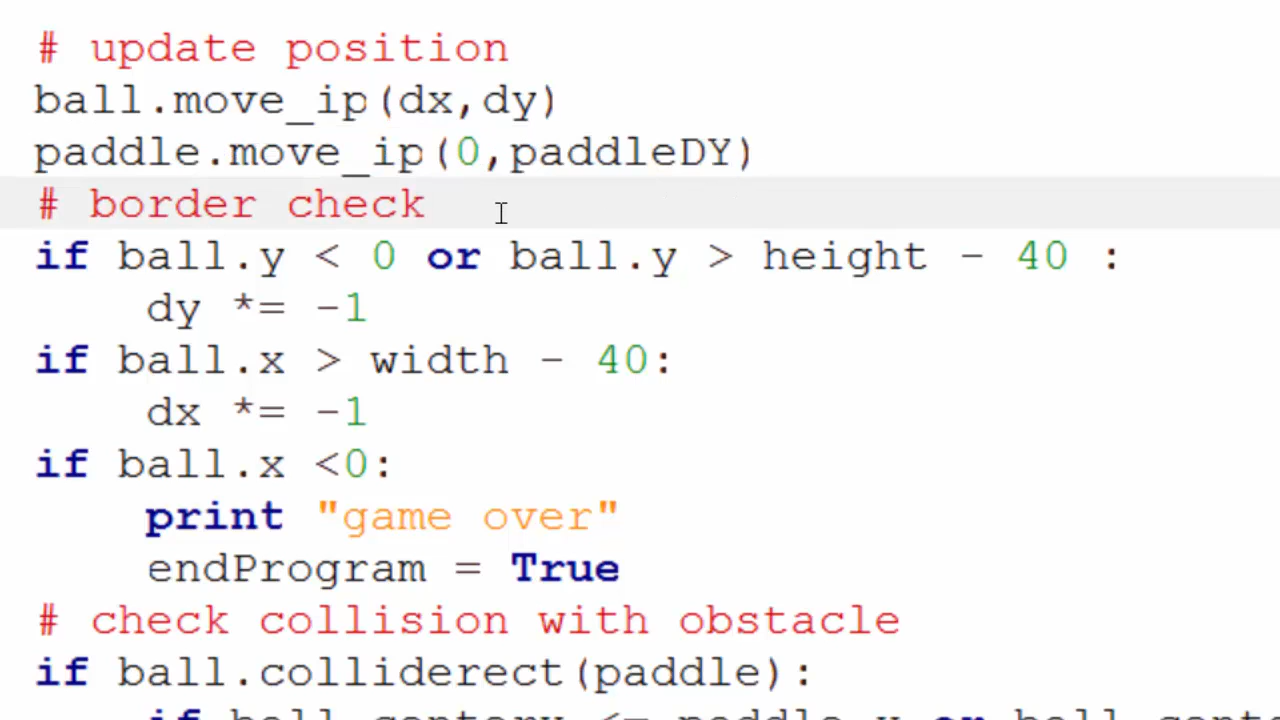 # update position
ball.move_ip(dx,dy)
paddle.move_ip(0,paddleDY)
# border check
if ball.y < 0 or ball.y > height - 40 :
    dy *= -1
if ball.x > width - 40:
    dx *= -1
if ball.x <0:
    print "game over"
    endProgram = True
# check collision with obstacle
if ball.colliderect(paddle):